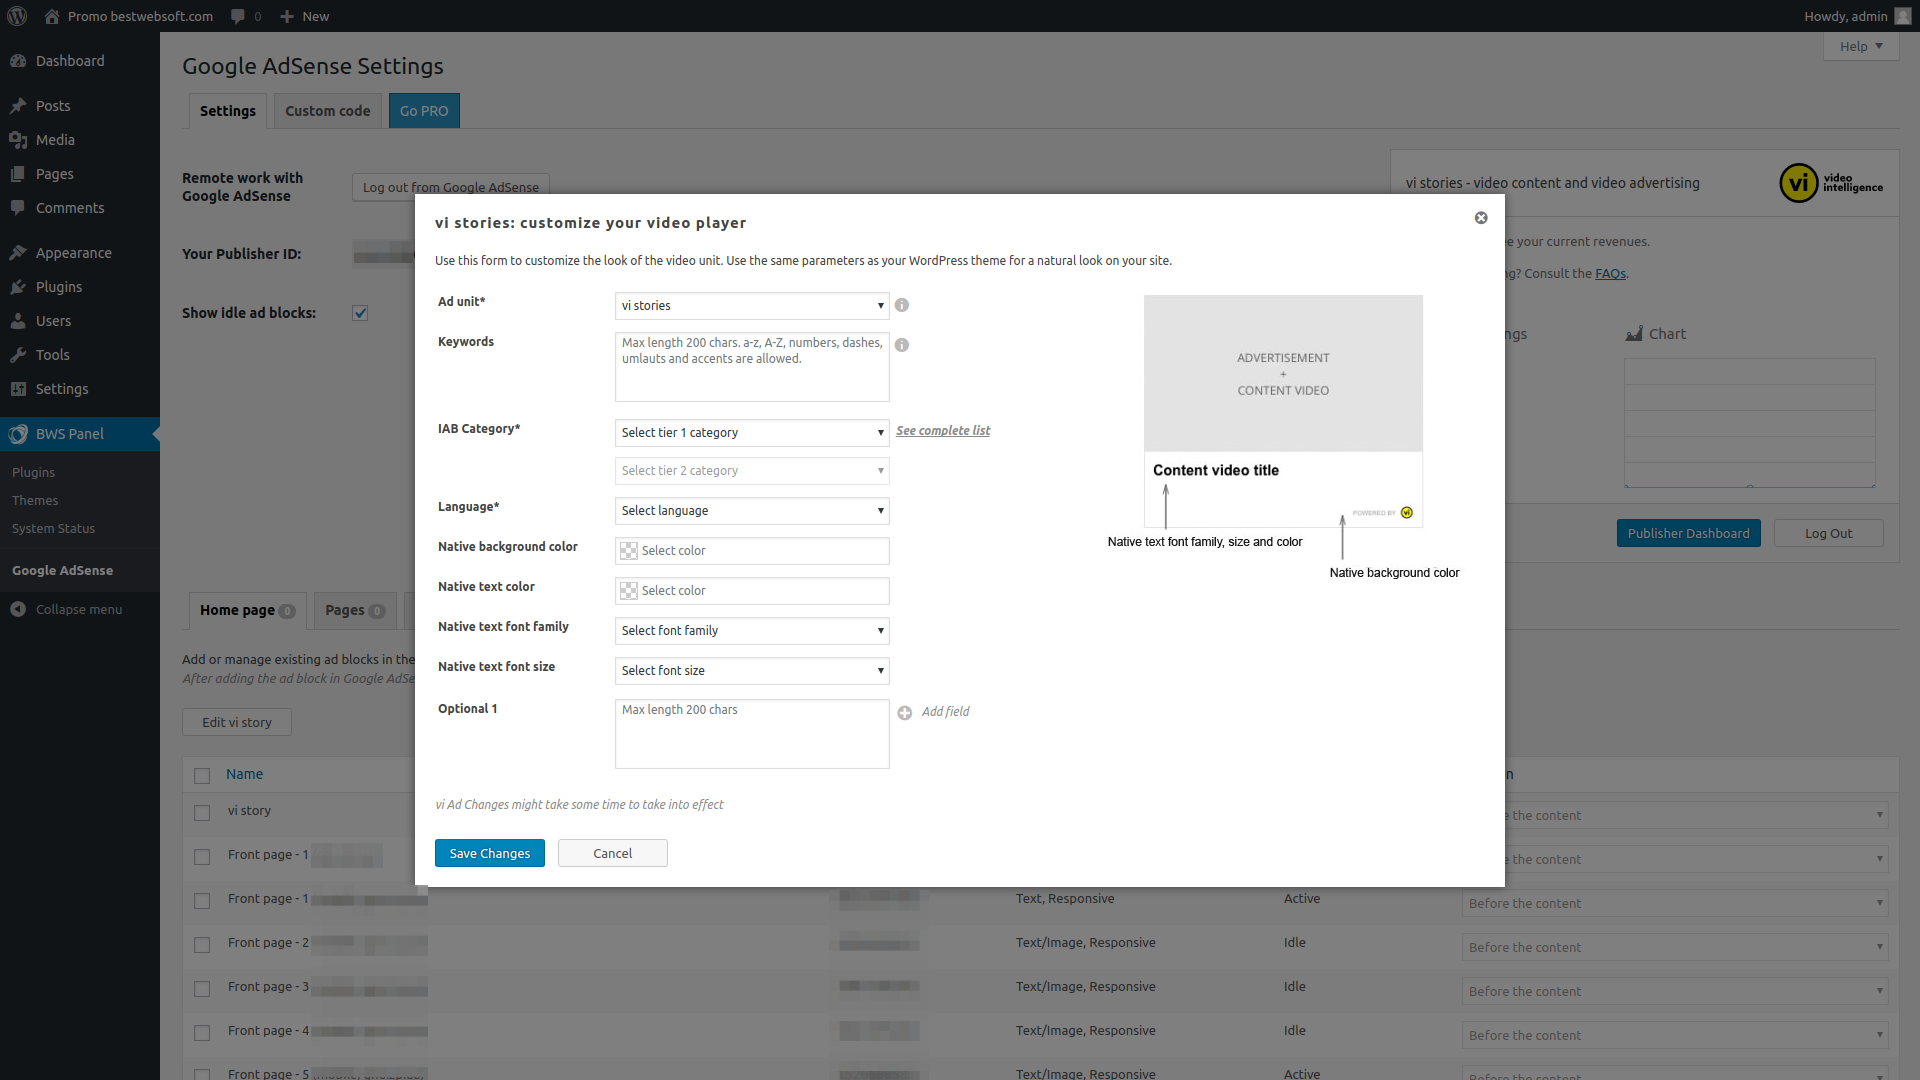 Promo bestwebsoft.com
0
New
Howdy, admin
Help
Dashboard
Posts
Media
Pages
Comments
Appearance
Plugins
Users
Tools
Settings
BWS Panel
Plugins
Themes
System Status
Google AdSense
Collapse menu
Google AdSense Settings
Settings
Custom code
Go PRO
Remote work with
Google AdSense
Log out from Google AdSense
Your Publisher ID:
Show idle ad blocks:
vi stories - video content and video advertising
vi video
intelligence
e your current revenues.
? Consult the FAQs.
ngs
Chart
Publisher Dashboard
Log Out
vi stories: customize your video player
Use this form to customize the look of the video unit. Use the same parameters as your WordPress theme for a natural look on your site.
Ad unit*
vi stories
Keywords
Max length 200 chars. a-z, A-Z, numbers, dashes,
umlauts and accents are allowed.
IAB Category*
Select tier 1 category
See complete list
Select tier 2 category
Language*
Select language
Native background color
Select color
Native text color
Select color
Native text font family
Select font family
Native text font size
Select font size
Optional 1
Max length 200 chars
Add field
vi Ad Changes might take some time to take into effect
Save Changes
Cancel
ADVERTISEMENT
+
CONTENT VIDEO
Content video title
POWERED BY vi
Native text font family, size and color
Native background color
Home page 0
Pages 0
Add or manage existing ad blocks in the
After adding the ad block in Google AdSe
Edit vi story
Name
n
vi story
e the content
Front page - 1
e the content
Front page - 1
Text, Responsive
Active
Before the content
Front page - 2
Text/Image, Responsive
Idle
Before the content
Front page - 3
Text/Image, Responsive
Idle
Before the content
Front page - 4
Text/Image, Responsive
Idle
Before the content
Front page - 5
Text/Image, Responsive
Active
Before the content